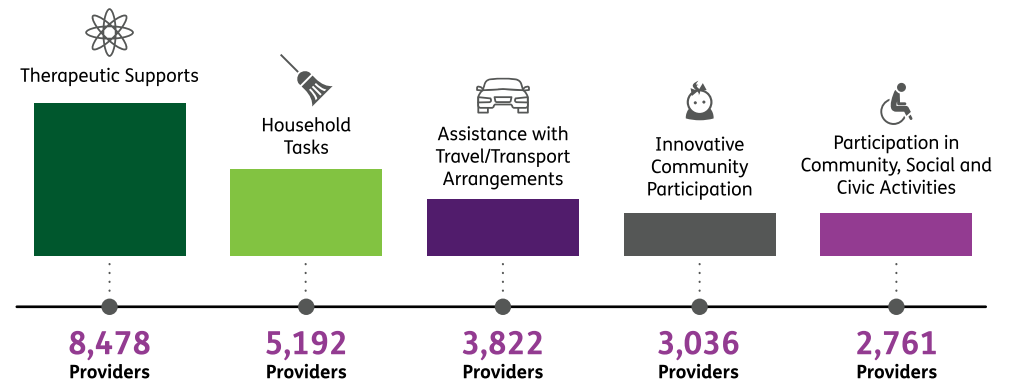 Therapeutic Supports
Household
Tasks
Assistance with
Travel/Transport
Arrangements
Innovative
Community
Participation
Participation in
Community, Social and
Civic Activities
8,478
Providers
5,192
Providers
3,822
Providers
3,036
Providers
2,761
Providers